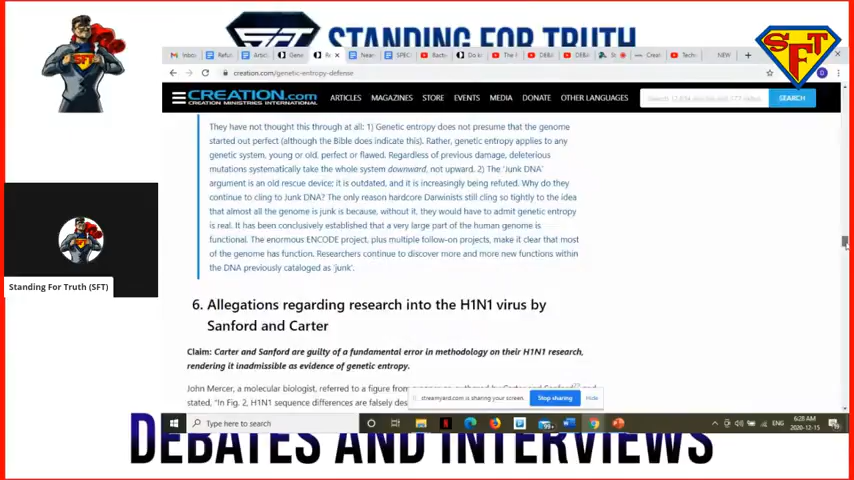 STANDING FOR TRUTH
SFT
Inbox
creation.com/genetic-entropy-defense
CREATION.com
CREATION MINISTRIES INTERNATIONAL
ARTICLES MAGAZINES STORE EVENTS MEDIA DONATE OTHER LANGUAGES
SEARCH
They have not thought this through at all: 1) Genetic entropy does not presume that the genome
started out perfect (although the Bible does indicate this). Rather, genetic entropy applies to any
genetic system, young or old, perfect or flawed. Regardless of previous damage, deleterious
mutations systematically take the whole system downward, not upward. 2) The 'Junk DNA'
argument is an old rescue device; it is outdated, and it is increasingly being refuted. Why do they
continue to cling to Junk DNA? The only reason hardcore Darwinists still cling so tightly to the idea
that almost all the genome is junk is because, without it, they would have to admit genetic entropy
is real. It has been conclusively established that a very large part of the human genome is
functional. The enormous ENCODE project, plus multiple follow-on projects, make it clear that most
of the genome has function. Researchers continue to discover more and more new functions within
the DNA previously cataloged as 'junk'.
6. Allegations regarding research into the H1N1 virus by
Sanford and Carter
Claim: Carter and Sanford are guilty of a fundamental error in methodology on their H1N1 research,
rendering it inadmissible as evidence of genetic entropy.
John Mercer, a molecular biologist, referred to a figure from
stated, "In Fig. 2, H1N1 sequence differences are falsely
streamyard.com is sharing your screen.
Stop sharing
Hide
Standing For Truth (SFT)
Type here to search
99+
ENG
6:28 AM
2020-12-15
DEBATES AND INTERVIEWS